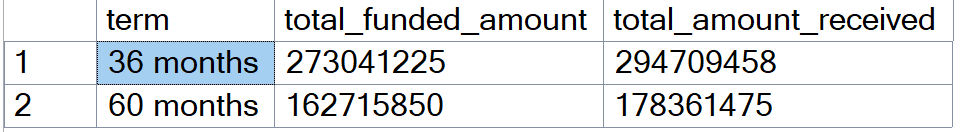 term total_funded_amount total_amount_received
1 36 months 273041225 294709458
2 60 months 162715850 178361475